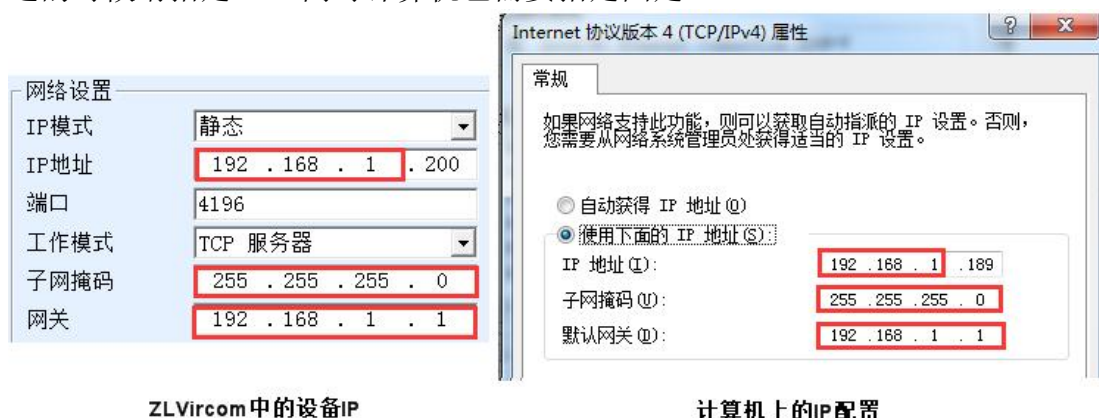 网络设置
IP模式 静态
IP地址 192 . 168 . 1 . 200
端口 4196
工作模式 TCP 服务器
子网掩码 255 . 255 . 255 . 0
网关 192 . 168 . 1 . 1
ZLVircom中的设备IP
Internet 协议版本 4 (TCP/IPv4) 属性
常规
如果网络支持此功能，则可以获取自动指派的 IP 设置。否则，
您需要从网络系统管理员处获得适当的 IP 设置。
自动获得 IP 地址(O)
使用下面的 IP 地址(S):
IP 地址(I): 192 .168 . 1 .189
子网掩码(U): 255 .255 .255 . 0
默认网关(D): 192 .168 . 1 . 1
计算机上的IP配置